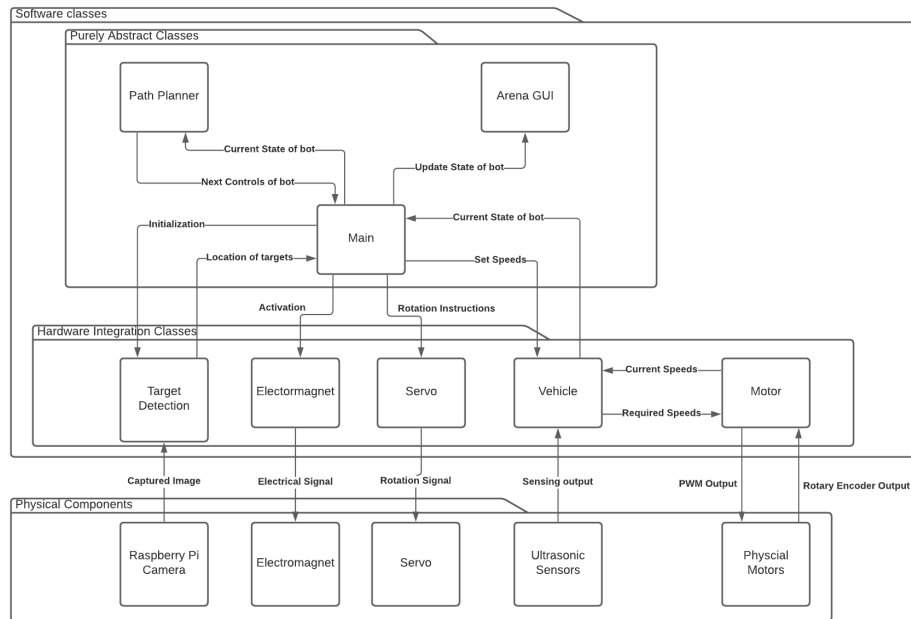 Software classes
Purely Abstract Classes
Path Planner
Arena GUI
Current State of bot
Update State of bot
Next Controls of bot
Initialization
Main
Current State of bot
Location of targets
Set Speeds
Activation
Rotation Instructions
Hardware Integration Classes
Target
Detection
Electormagnet
Servo
Vehicle
Motor
Current Speeds
Required Speeds
Captured Image
Electrical Signal
Rotation Signal
Sensing output
PWM Output
Rotary Encoder Output
Physical Components
Raspberry Pi
Camera
Electromagnet
Servo
Ultrasonic
Sensors
Physcial
Motors